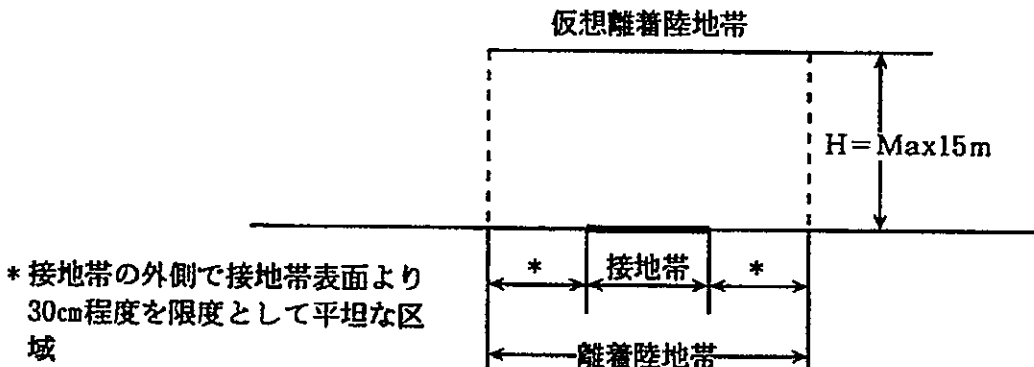 仮想離着陸地帯
H=Max15m
* 接地帯 *
*接地帯の外側で接地帯表面より
30cm程度を限度として平坦な区
域
離着陸地帯